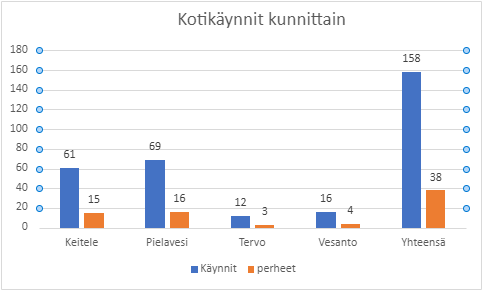 Kotikäynnit kunnittain
180
160
140
120
100
80
60
40
20
0
61
15
69
16
12
3
16
4
158
38
Keitele
Pielavesi
Tervo
Vesanto
Yhteensä
Käynnit
perheet